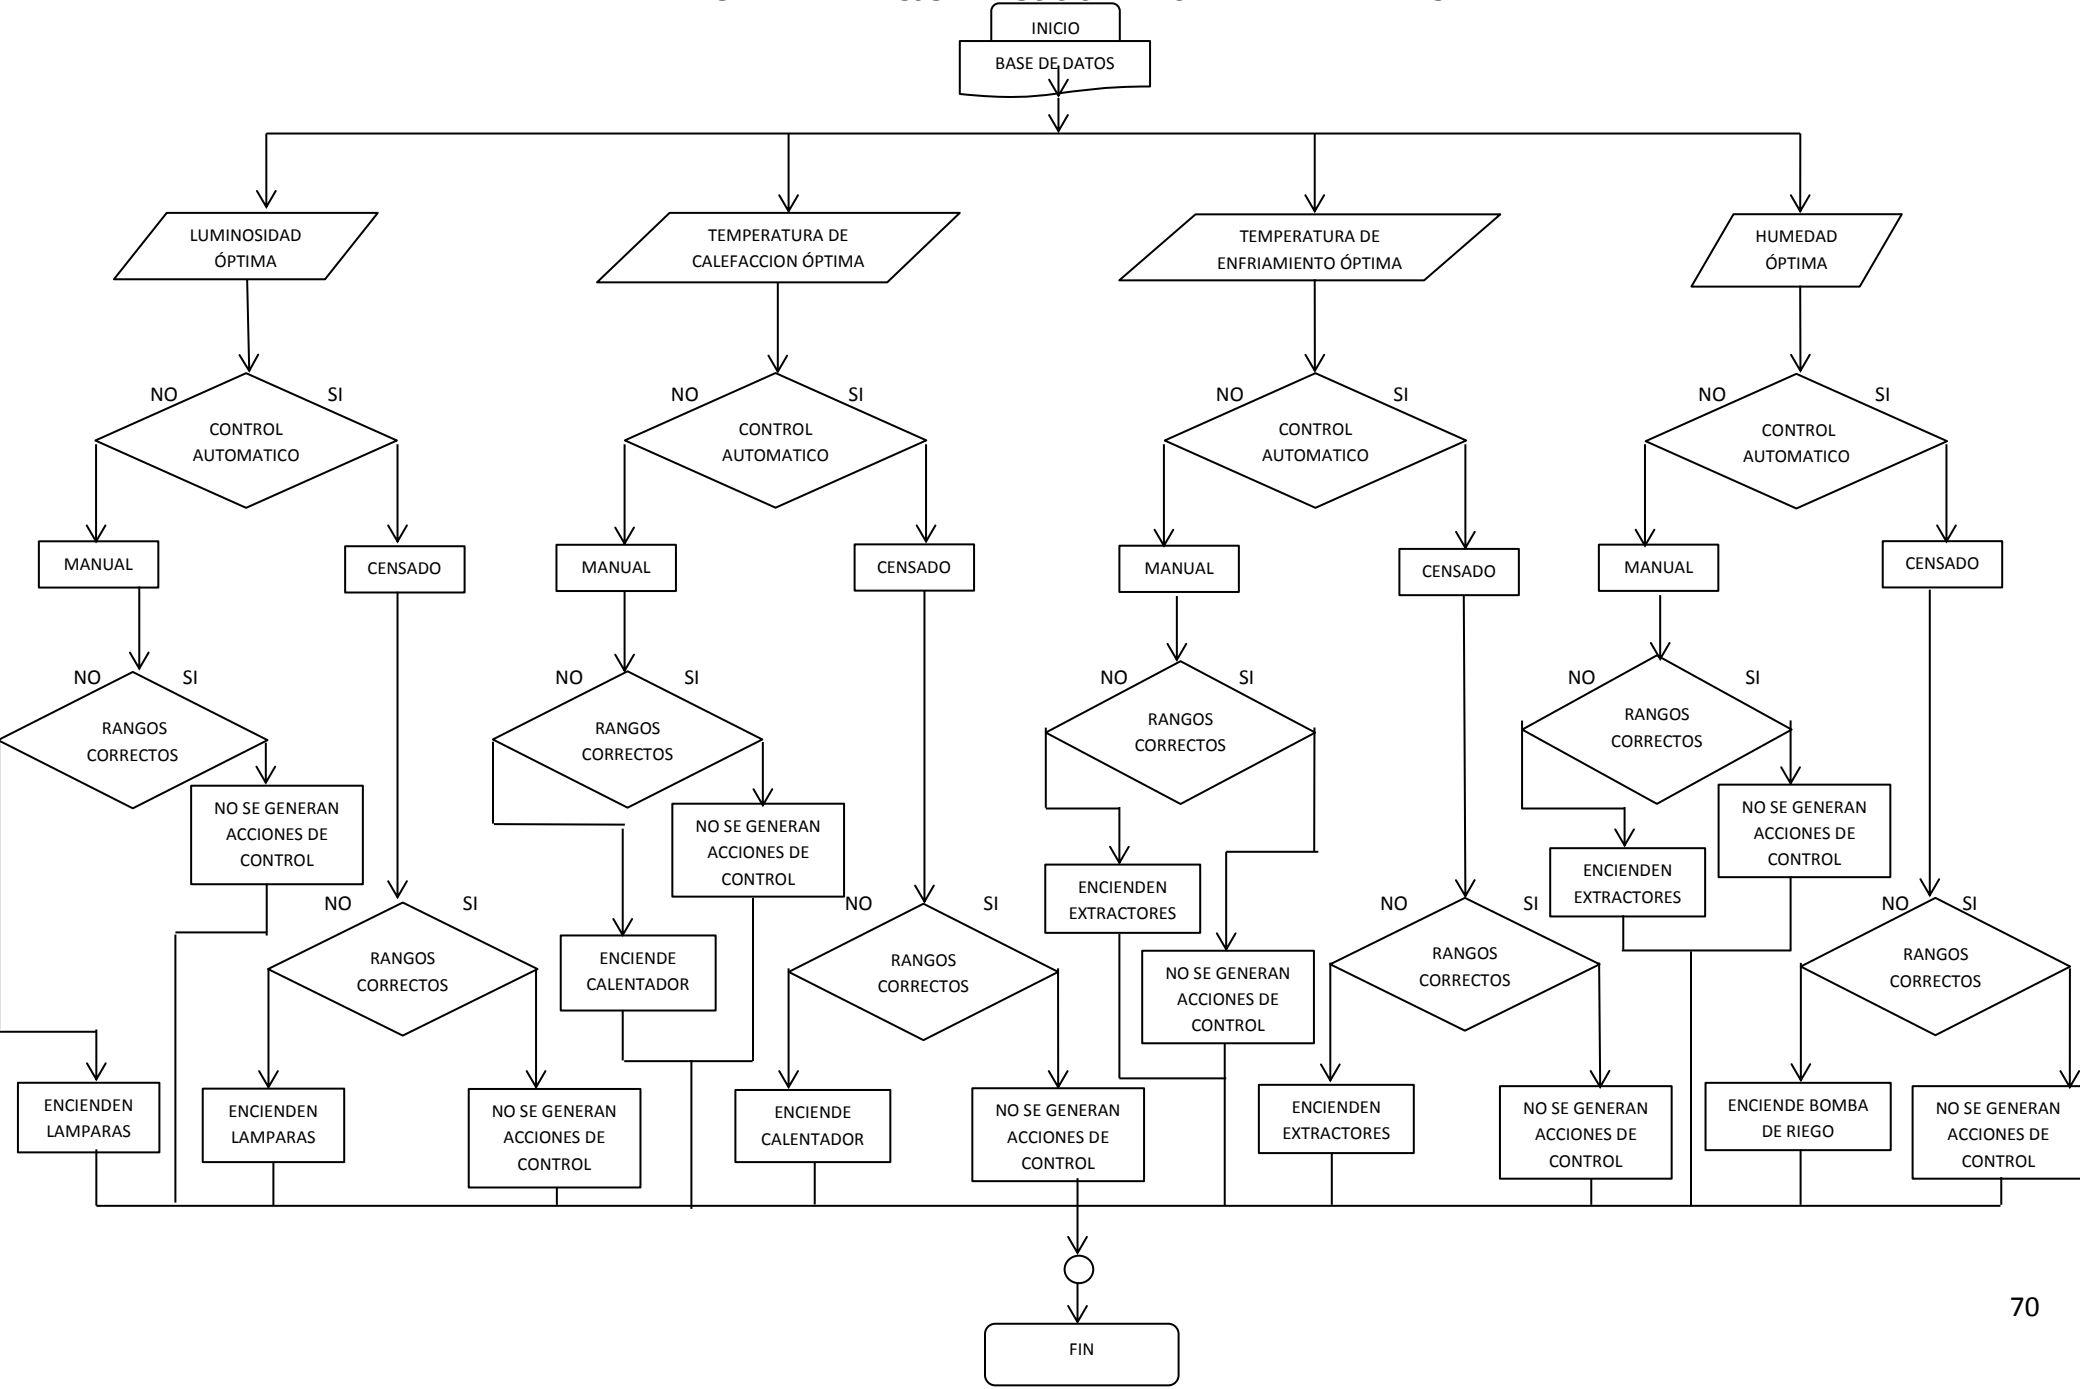 INICIO
BASE DE DATOS
LUMINOSIDAD
ÓPTIMA
TEMPERATURA DE
CALEFACCION ÓPTIMA
TEMPERATURA DE
ENFRIAMIENTO ÓPTIMA
HUMEDAD
ÓPTIMA
NO
SI
CONTROL
AUTOMATICO
NO
SI
CONTROL
AUTOMATICO
NO
SI
CONTROL
AUTOMATICO
NO
SI
CONTROL
AUTOMATICO
MANUAL
CENSADO
MANUAL
CENSADO
MANUAL
CENSADO
MANUAL
CENSADO
NO
SI
RANGOS
CORRECTOS
NO
SI
RANGOS
CORRECTOS
NO
SI
RANGOS
CORRECTOS
NO
SI
RANGOS
CORRECTOS
NO SE GENERAN
ACCIONES DE
CONTROL
NO SE GENERAN
ACCIONES DE
CONTROL
ENCIENDEN
EXTRACTORES
ENCIENDEN
EXTRACTORES
NO SE GENERAN
ACCIONES DE
CONTROL
NO
SI
RANGOS
CORRECTOS
ENCIENDE
CALENTADOR
NO
SI
RANGOS
CORRECTOS
NO SE GENERAN
ACCIONES DE
CONTROL
NO
SI
RANGOS
CORRECTOS
NO
SI
RANGOS
CORRECTOS
ENCIENDEN
LAMPARAS
ENCIENDEN
LAMPARAS
NO SE GENERAN
ACCIONES DE
CONTROL
ENCIENDE
CALENTADOR
NO SE GENERAN
ACCIONES DE
CONTROL
ENCIENDEN
EXTRACTORES
NO SE GENERAN
ACCIONES DE
CONTROL
ENCIENDE BOMBA
DE RIEGO
NO SE GENERAN
ACCIONES DE
CONTROL
70
FIN